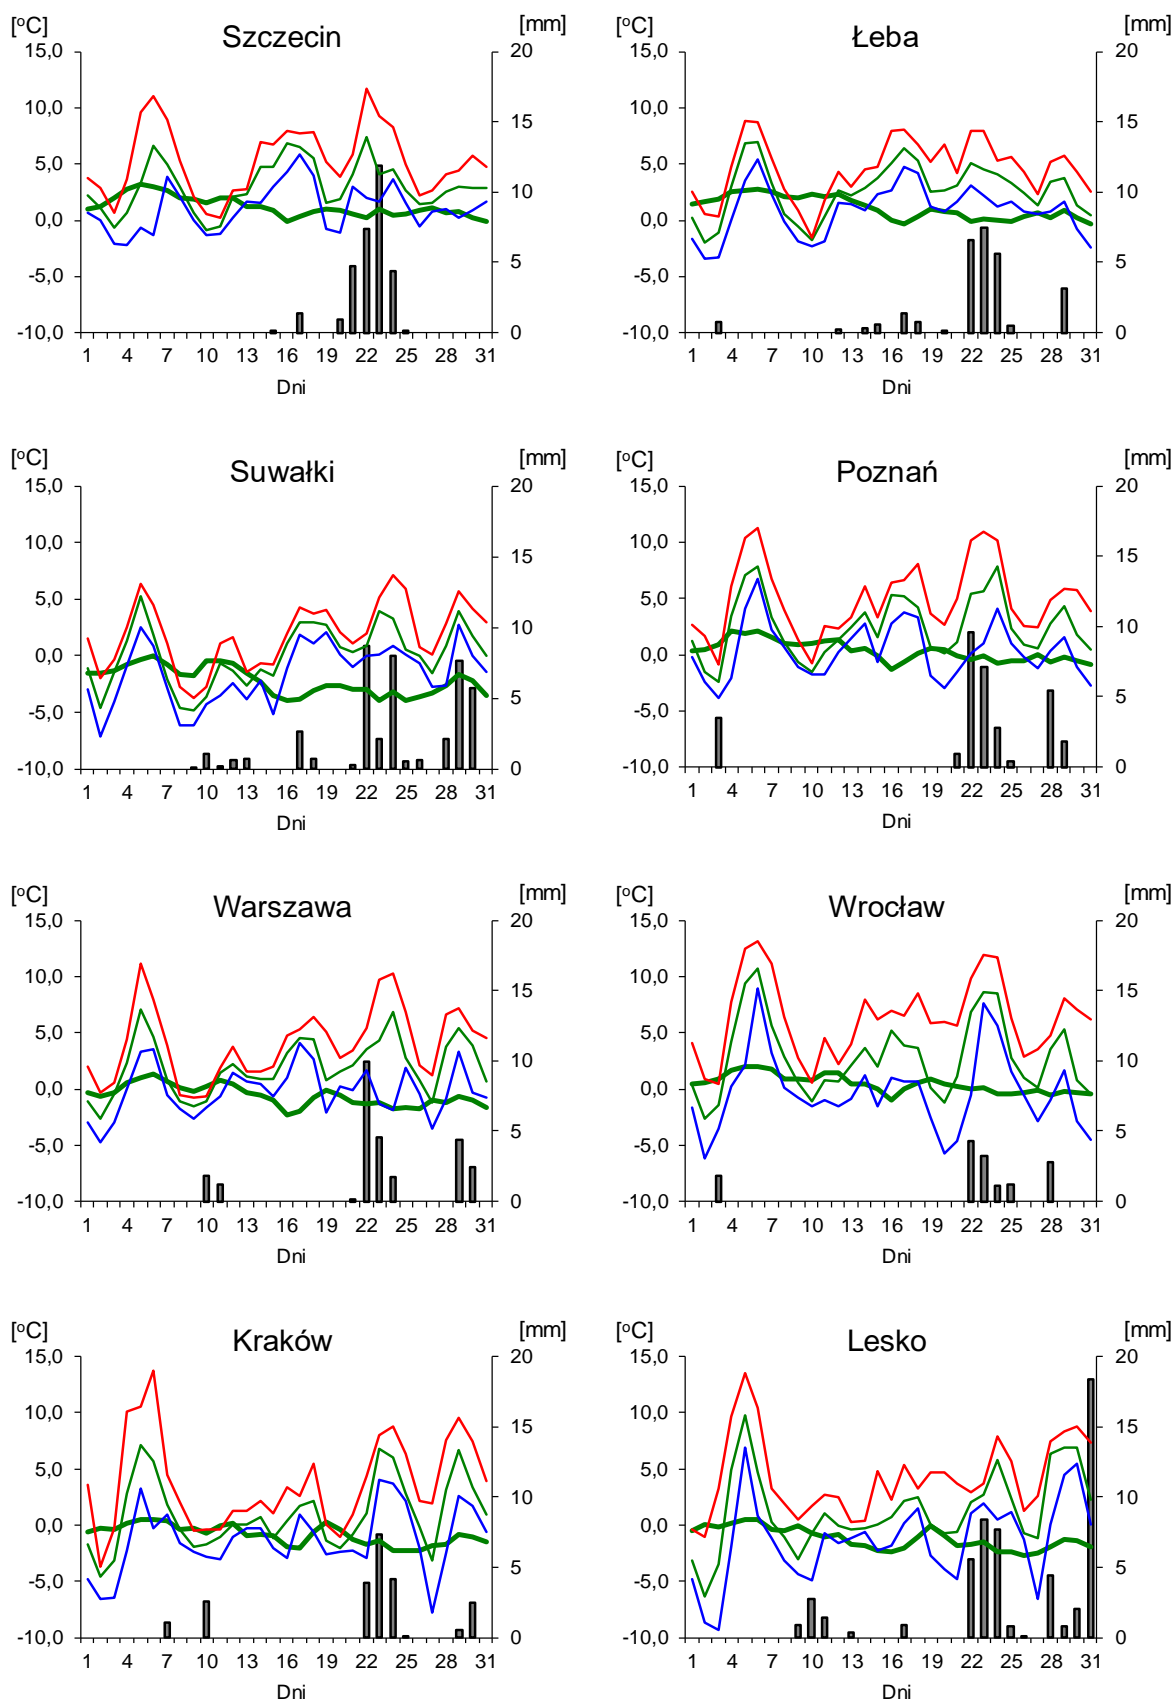 [°C] Szczecin [mm]
15,0 20
10,0 15
5,0 10
0,0
-5,0 5
-10,0 0
1 4 7 10 13 16 19 22 25 28 31
Dni
[°C] Łeba [mm]
15,0 20
10,0 15
5,0 10
0,0
-5,0 5
-10,0 0
1 4 7 10 13 16 19 22 25 28 31
Dni
[°C] Suwałki [mm]
15,0 20
10,0 15
5,0 10
0,0
-5,0 5
-10,0 0
1 4 7 10 13 16 19 22 25 28 31
Dni
[°C] Poznań [mm]
15,0 20
10,0 15
5,0 10
0,0
-5,0 5
-10,0 0
1 4 7 10 13 16 19 22 25 28 31
Dni
[°C] Warszawa [mm]
15,0 20
10,0 15
5,0 10
0,0
-5,0 5
-10,0 0
1 4 7 10 13 16 19 22 25 28 31
Dni
[°C] Wrocław [mm]
15,0 20
10,0 15
5,0 10
0,0
-5,0 5
-10,0 0
1 4 7 10 13 16 19 22 25 28 31
Dni
[°C] Kraków [mm]
15,0 20
10,0 15
5,0 10
0,0
-5,0 5
-10,0 0
1 4 7 10 13 16 19 22 25 28 31
Dni
[°C] Lesko [mm]
15,0 20
10,0 15
5,0 10
0,0
-5,0 5
-10,0 0
1 4 7 10 13 16 19 22 25 28 31
Dni